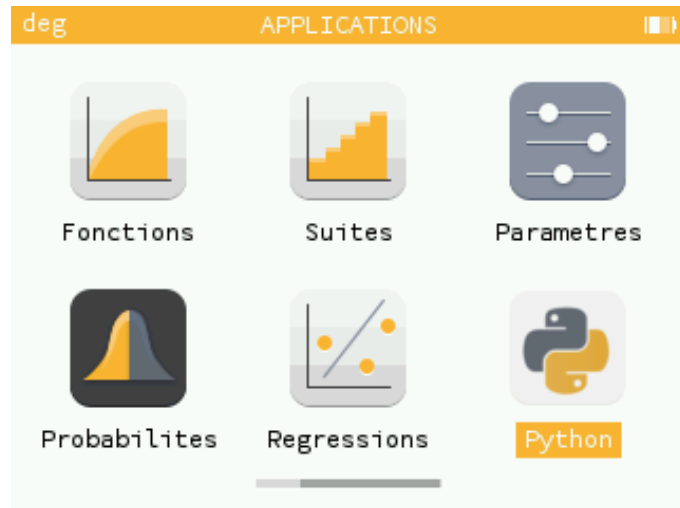 deg APPLICATIONS
Fonctions Suites Parametres
Probabilites Regressions Python